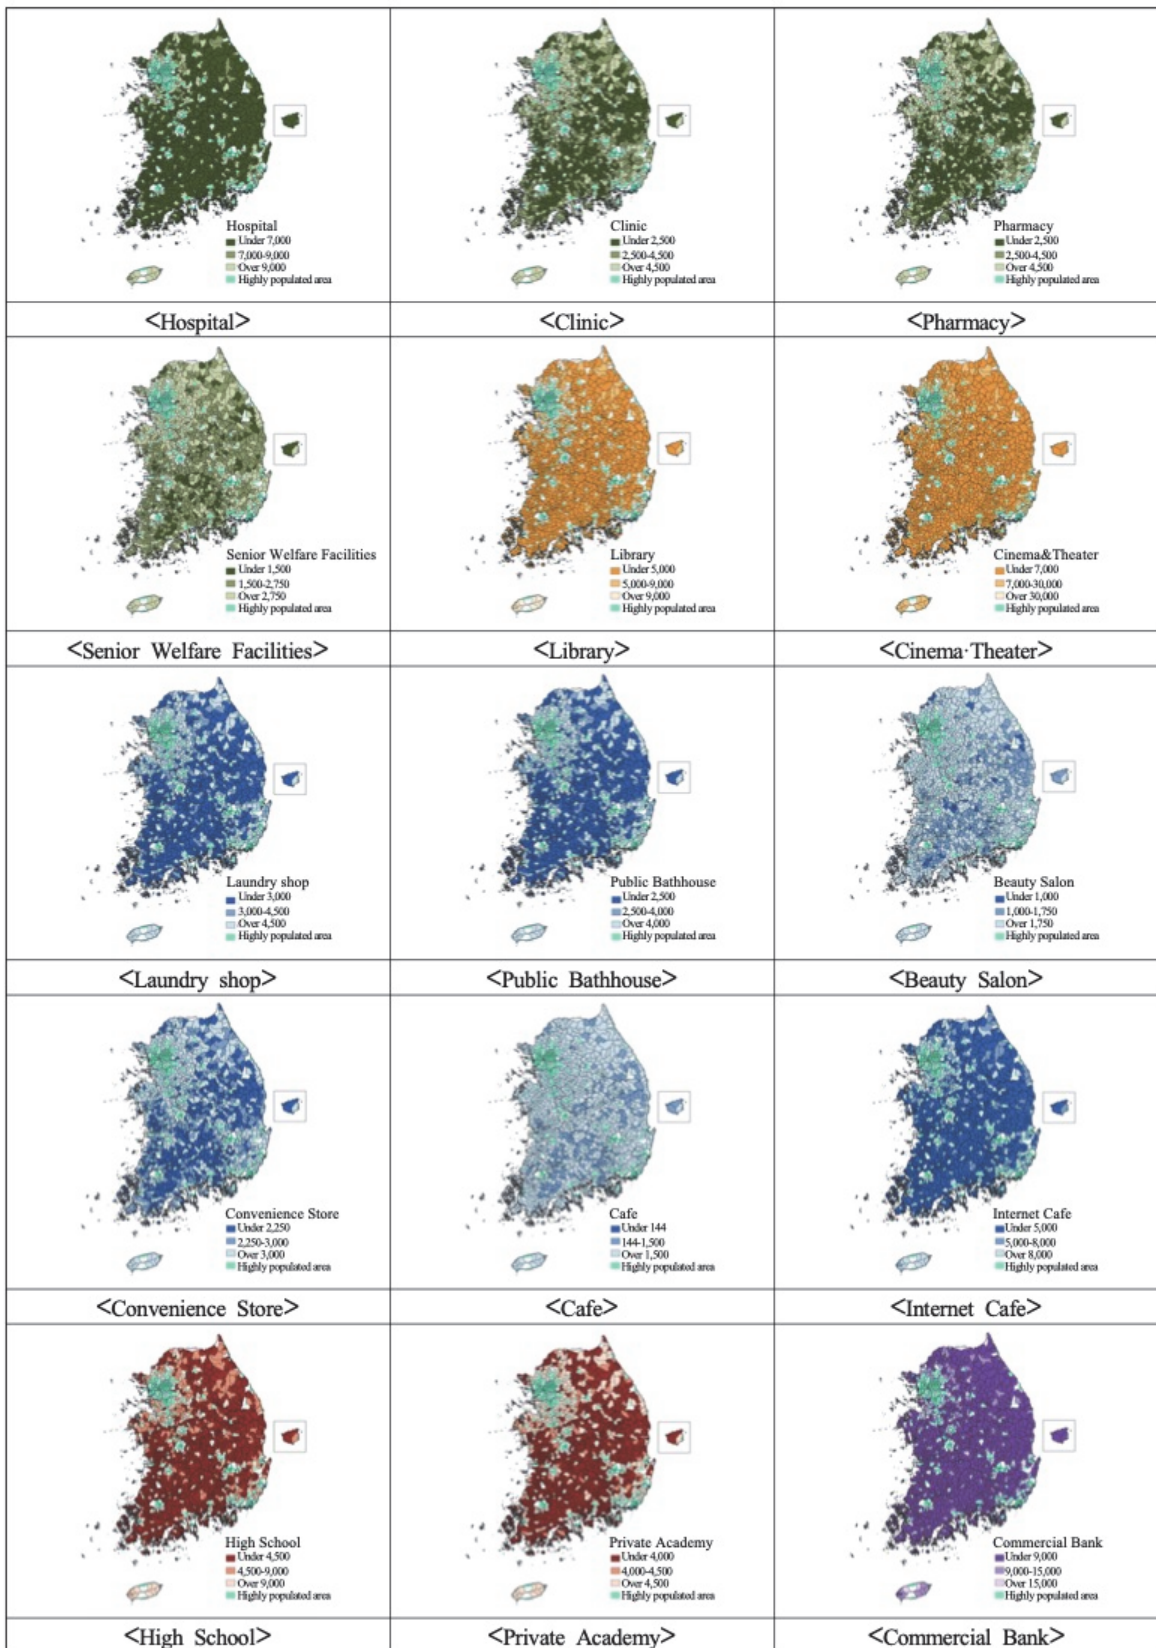 Hospital
Under 7,000
7,000-9,000
Over 9,000
Highly populated area
Clinic
Under 2,500
2,500-4,500
Over 4,500
Highly populated area
Pharmacy
Under 2,500
2,500-4,500
Over 4,500
Highly populated area
<Hospital>
<Clinic>
<Pharmacy>
Senior Welfare Facilities
Under 1,500
1,500-2,750
Over 2,750
Highly populated area
Library
Under 5,000
5,000-9,000
Over 9,000
Highly populated area
Cinema&Theater
Under 7,000
7,000-30,000
Over 30,000
Highly populated area
<Senior Welfare Facilities>
<Library>
<Cinema·Theater>
Laundry shop
Under 3,000
3,000-4,500
Over 4,500
Highly populated area
Public Bathhouse
Under 2,500
2,500-4,000
Over 4,000
Highly populated area
Beauty Salon
Under 1,000
1,000-1,750
Over 1,750
Highly populated area
<Laundry shop>
<Public Bathhouse>
<Beauty Salon>
Convenience Store
Under 2,250
2,250-3,000
Over 3,000
Highly populated area
Cafe
Under 144
144-1,500
Over 1,500
Highly populated area
Internet Cafe
Under 5,000
5,000-8,000
Over 8,000
Highly populated area
<Convenience Store>
<Cafe>
<Internet Cafe>
High School
Under 4,500
4,500-9,000
Over 9,000
Highly populated area
Private Academy
Under 4,000
4,000-4,500
Over 4,500
Highly populated area
Commercial Bank
Under 9,000
9,000-15,000
Over 15,000
Highly populated area
<High School>
<Private Academy>
<Commercial Bank>